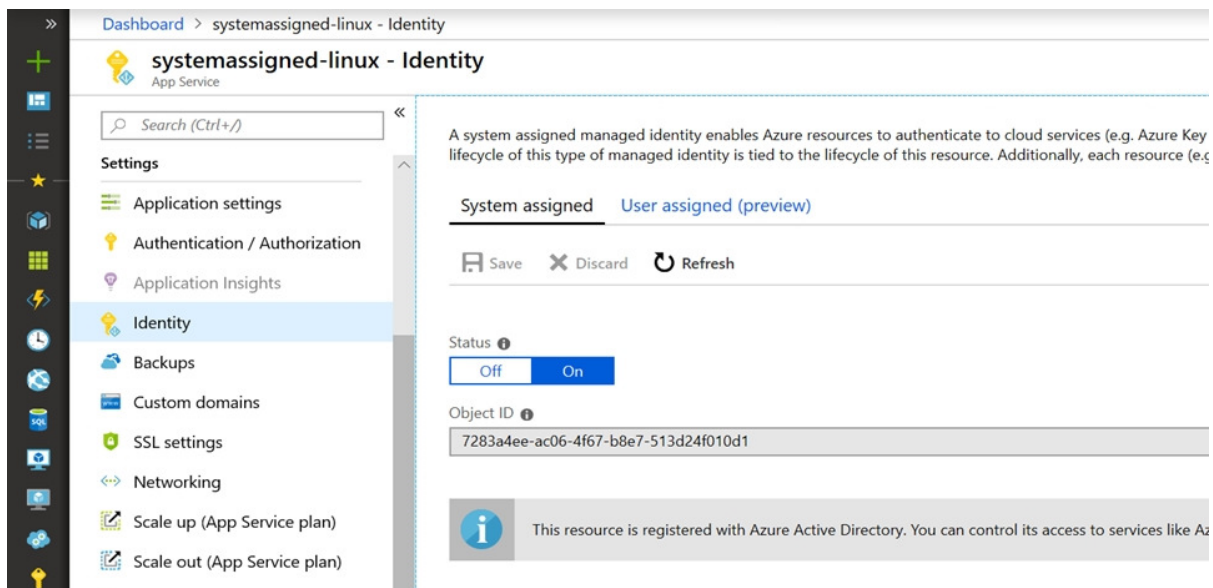 Dashboard > systemassigned-linux - Identity
systemassigned-linux - Identity
App Service
Search (Ctrl+/)
Settings
Application settings
Authentication / Authorization
Application Insights
Identity
Backups
Custom domains
SSL settings
Networking
Scale up (App Service plan)
Scale out (App Service plan)
A system assigned managed identity enables Azure resources to authenticate to cloud services (e.g. Azure Key
lifecycle of this type of managed identity is tied to the lifecycle of this resource. Additionally, each resource (e.g
System assigned User assigned (preview)
Save Discard Refresh
Status
Off On
Object ID
7283a4ee-ac06-4f67-b8e7-513d24f010d1
This resource is registered with Azure Active Directory. You can control its access to services like Az
SQL